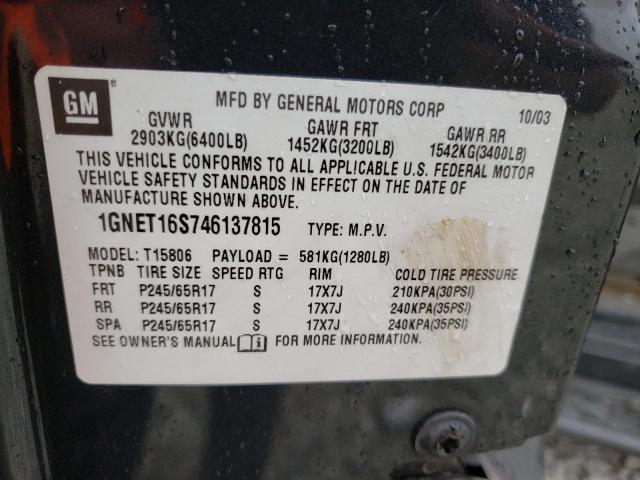 GM
MFD BY GENERAL MOTORS CORP 10/03
GVWR GAWR FRT GAWR RR
2903KG(6400LB) 1452KG(3200LB) 1542KG(3400LB)
THIS VEHICLE CONFORMS TO ALL APPLICABLE U.S. FEDERAL MOTOR
VEHICLE SAFETY STANDARDS IN EFFECT ON THE DATE OF
MANUFACTURE SHOWN ABOVE.
1GNET16S746137815 TYPE: M.P.V.
MODEL: T15806 PAYLOAD = 581KG(1280LB)
TPNB TIRE SIZE SPEED RTG RIM COLD TIRE PRESSURE
FRT P245/65R17 S 17X7J 210KPA(30PSI)
RR P245/65R17 S 17X7J 240KPA(35PSI)
SPA P245/65R17 S 17X7J 240KPA(35PSI)
SEE OWNER'S MANUAL FOR MORE INFORMATION.